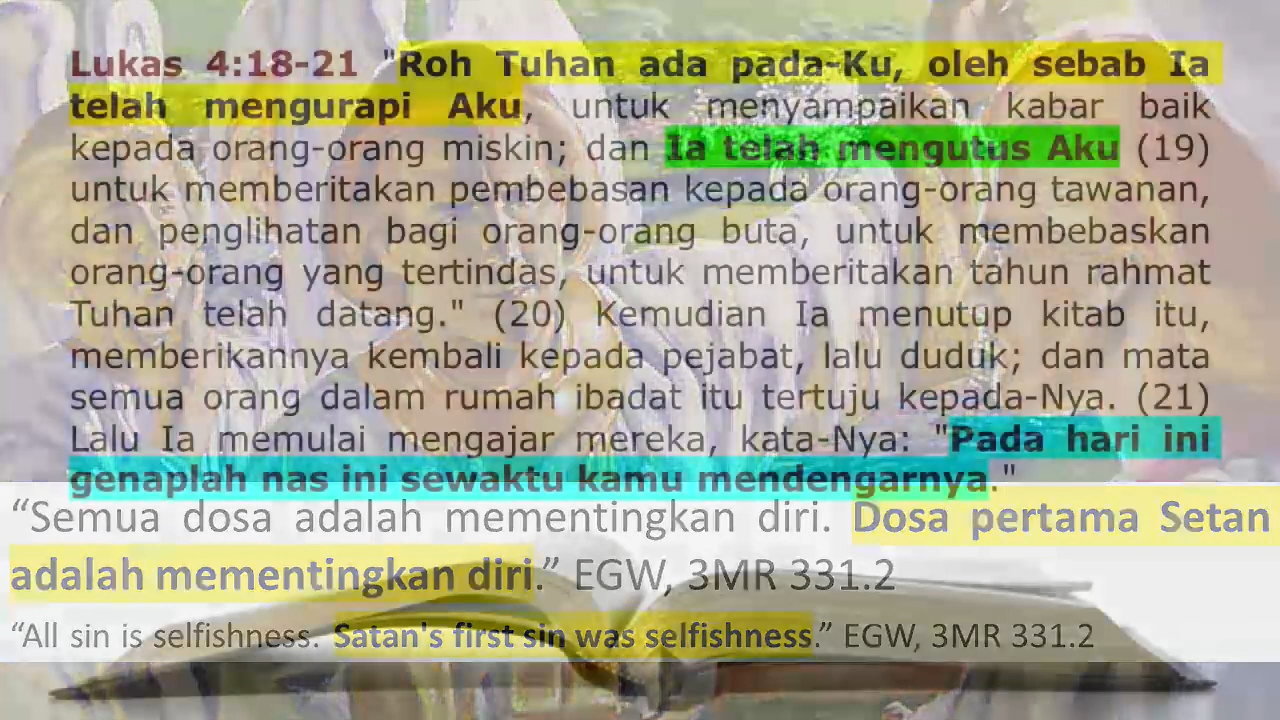 Lukas 4:18-21 "Roh Tuhan ada pada-Ku, oleh sebab Ia
telah mengurapi Aku, untuk menyampaikan kabar baik
kepada orang-orang miskin; dan Ia telah mengutus Aku (19)
untuk memberitakan pembebasan kepada orang-orang tawanan,
dan penglihatan bagi orang-orang buta, untuk membebaskan
orang-orang yang tertindas, untuk memberitakan tahun rahmat
Tuhan telah datang." (20) Kemudian Ia menutup kitab itu,
memberikannya kembali kepada pejabat, lalu duduk; dan mata
semua orang dalam rumah ibadat itu tertuju kepada-Nya. (21)
Lalu Ia memulai mengajar mereka, kata-Nya: "Pada hari ini
genaplah nas ini sewaktu kamu mendengarnya."
“Semua dosa adalah mementingkan diri. Dosa pertama Setan
adalah mementingkan diri.” EGW, 3MR 331.2
“All sin is selfishness. Satan's first sin was selfishness.” EGW, 3MR 331.2